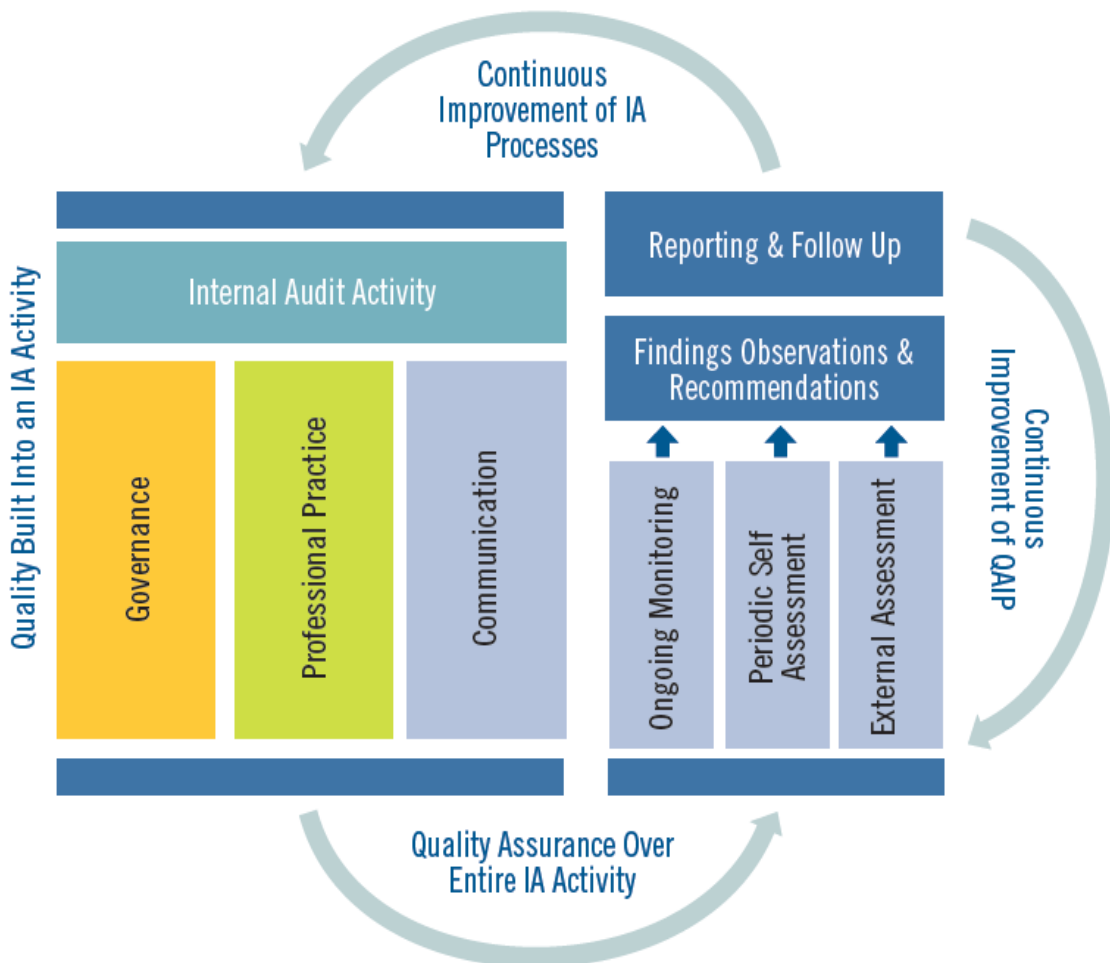 Continuous
Improvement of IA
Processes
Quality Built Into an IA Activity
Internal Audit Activity
Governance
Professional Practice
Communication
Reporting & Follow Up
Findings Observations &
Recommendations
Ongoing Monitoring
Periodic Self
Assessment
External Assessment
Continuous
Improvement of QAIP
Quality Assurance Over
Entire IA Activity